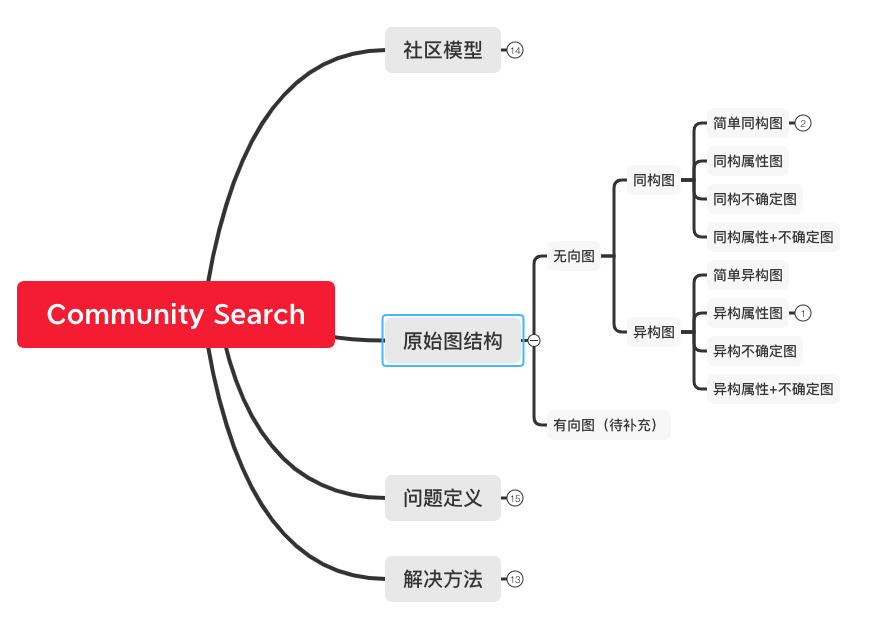 社区模型
14
Community Search
原始图结构
无向图
同构图
简单同构图
2
同构属性图
同构不确定图
同构属性+不确定图
异构图
简单异构图
异构属性图
1
异构不确定图
异构属性+不确定图
有向图（待补充）
问题定义
15
解决方法
13